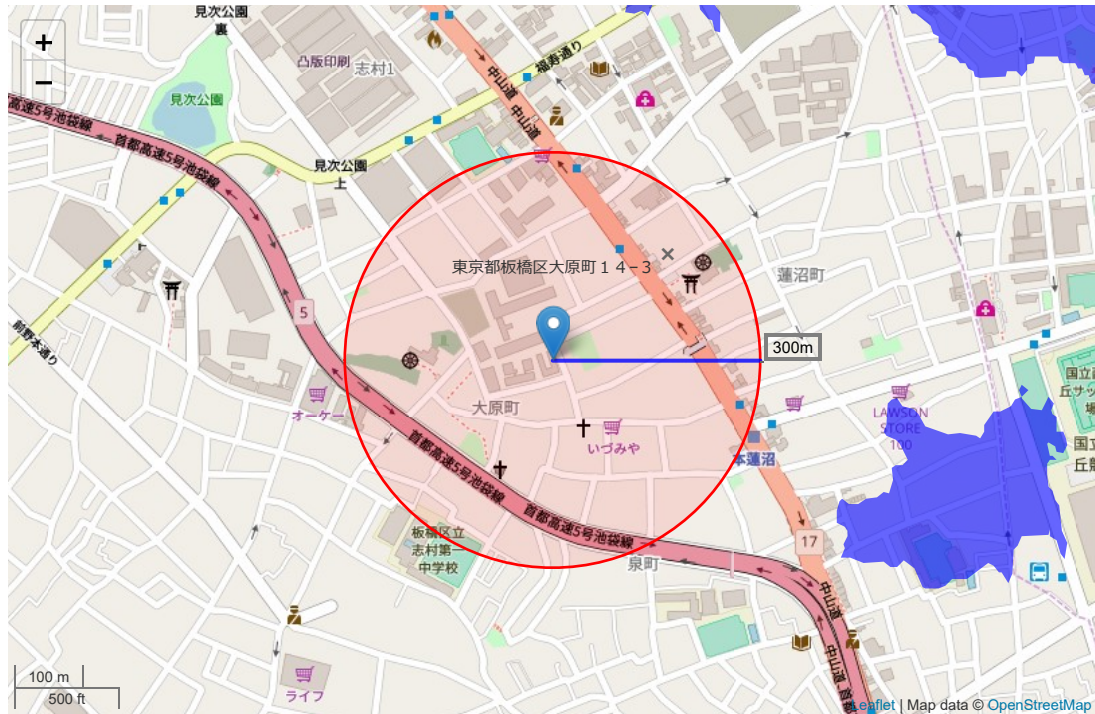 見次公園
裏
+
−
凸版印刷
志村1
中山道
福寿通り
中山道
見次公園
高速5号池袋線
首都高速5号池袋線
見次公園
上
東京都板橋区大原町１４−３
蓮沼町
5
前野本通り
300m
大原町
オーケー
いづみや
LAWSON
STORE
100
本蓮沼
首都高速5号池袋線
首都高速5号池袋線
17
板橋区立
志村第一
中学校
泉町
中山道
中山道
ライフ
100 m
500 ft
Leaflet | Map data © OpenStreetMap